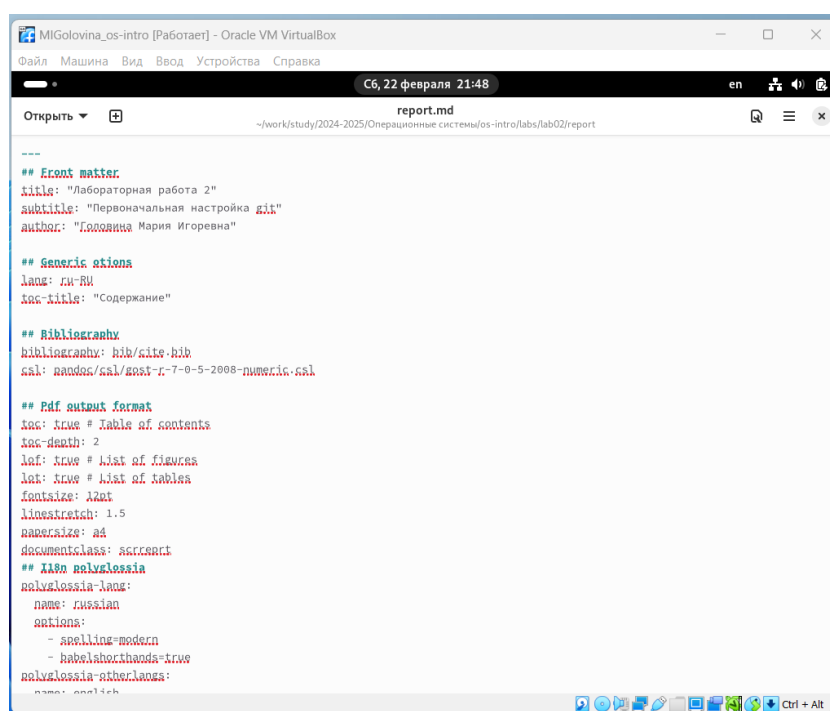 MIGolovina_os-intro [Работает] - Oracle VM VirtualBox
Файл Машина Вид Ввод Устройства Справка
Сб, 22 февраля 21:48
en
Открыть
report.md
~/work/study/2024-2025/Операционные системы/os-intro/labs/lab02/report
---
## Front matter
title: "Лабораторная работа 2"
subtitle: "Первоначальная настройка git"
author: "Головина Мария Игоревна"
## Generic otions
lang: ru-RU
toc-title: "Содержание"
## Bibliography
bibliography: bib/cite.bib
csl: pandoc/csl/gost-r-7-0-5-2008-numeric.csl
## Pdf output format
toc: true # Table of contents
toc-depth: 2
lof: true # List of figures
lot: true # List of tables
fontsize: 12pt
linestretch: 1.5
papersize: a4
documentclass: scrreprt
## I18n polyglossia
polyglossia-lang:
  name: russian
  options:
    - spelling=modern
    - babelshorthands=true
polyglossia-otherlangs:
  name: english
Ctrl + Alt